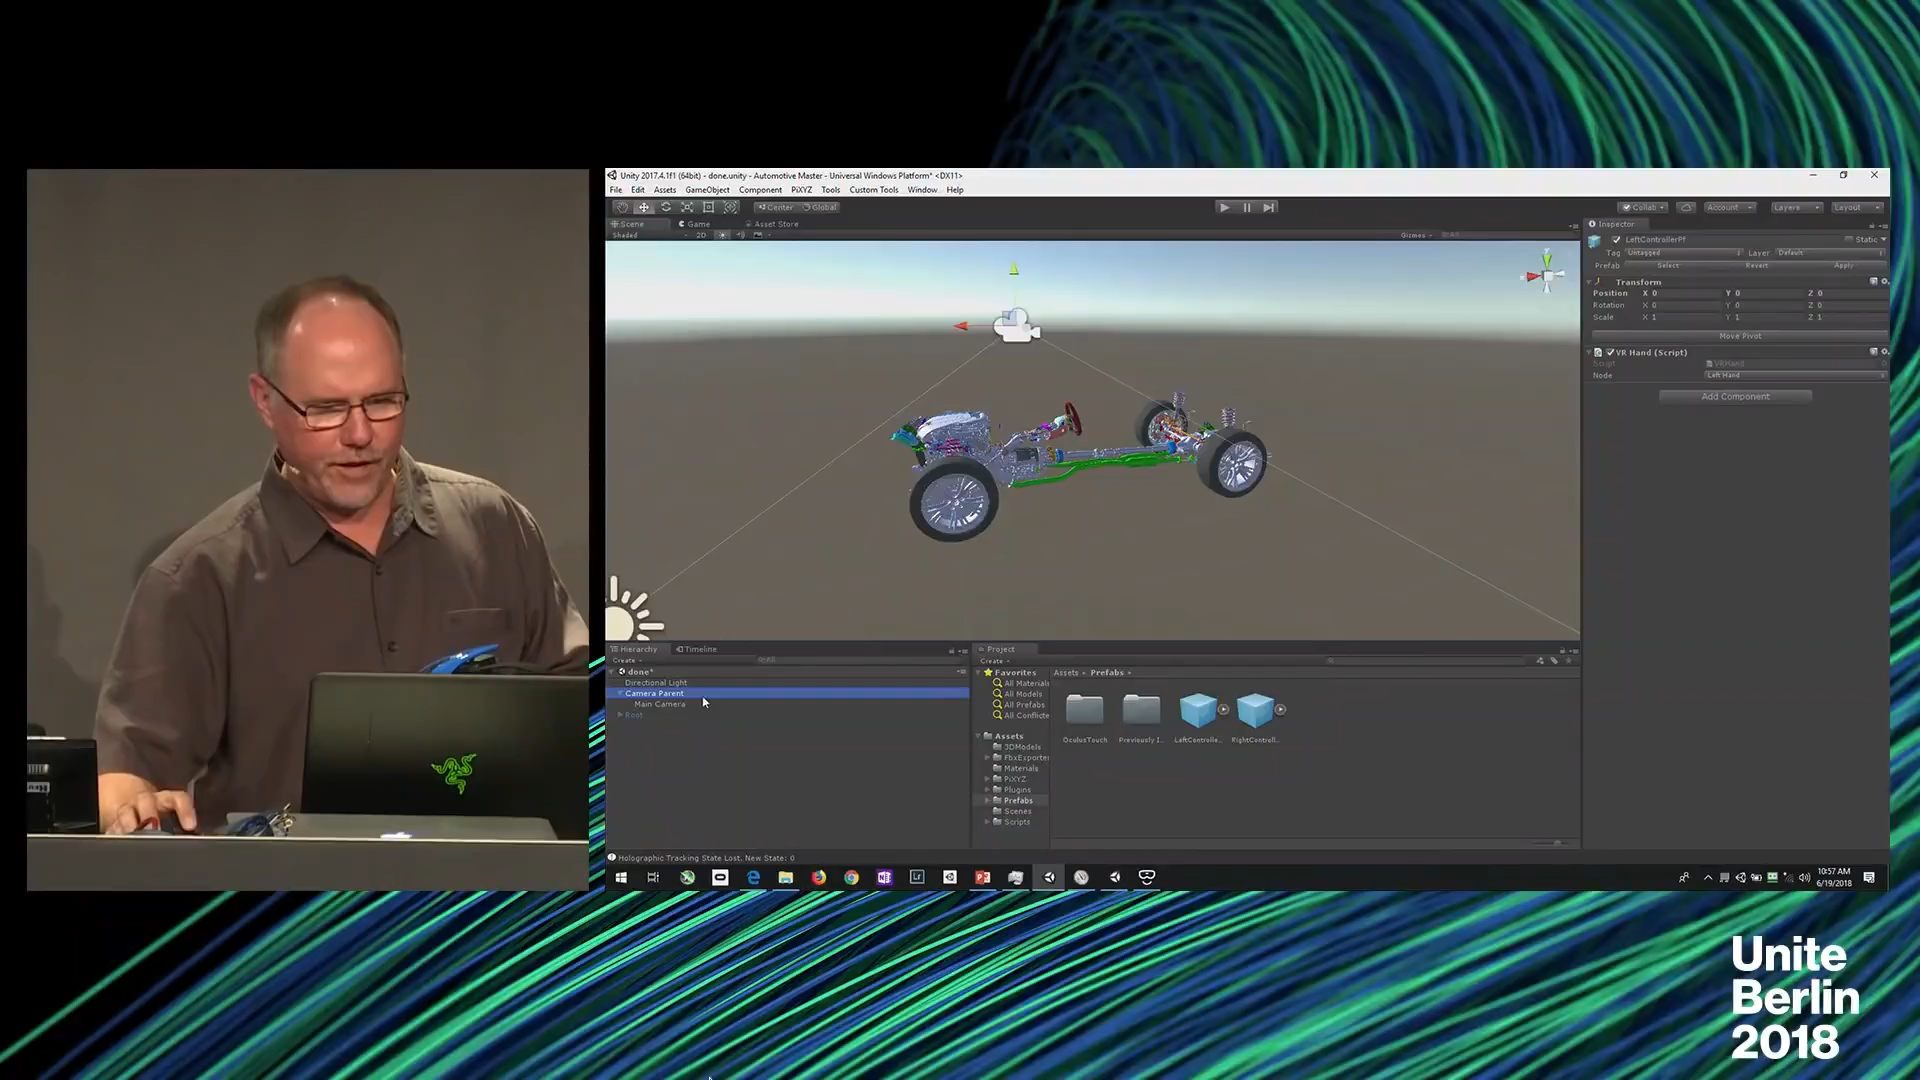 Unity 2017.4.1f1 (64bit) - done.unity - Automotive Master - Universal Windows Platform* <DX11>
File Edit Assets GameObject Component PiXYZ Tools Custom Tools Window Help
Center Global
Collab Account Layers Layout
Scene Game Asset Store
Shaded 2D Gizmos
Inspector
LeftControllerPf Static
Tag Untagged Layer Default
Prefab Select Revert Apply
Transform
Position X 0 Y 0 Z 0
Rotation X 0 Y 0 Z 0
Scale X 1 Y 1 Z 1
Move Pivot
VR Hand (Script)
Script VRHand
Node Left Hand
Add Component
Hierarchy Timeline
Create
done*
Directional Light
Camera Parent
Main Camera
Root
Project
Create
Favorites
All Materials
All Models
All Prefabs
All Conflicte
Assets
3DModels
FbxExporter
Materials
PiXYZ
Plugins
Prefabs
Scenes
Scripts
Assets Prefabs
OculusTouch Previously I... LeftControlle... RightControll...
Holographic Tracking State Lost. New State: 0
10:57 AM
6/19/2018
Unite
Berlin
2018